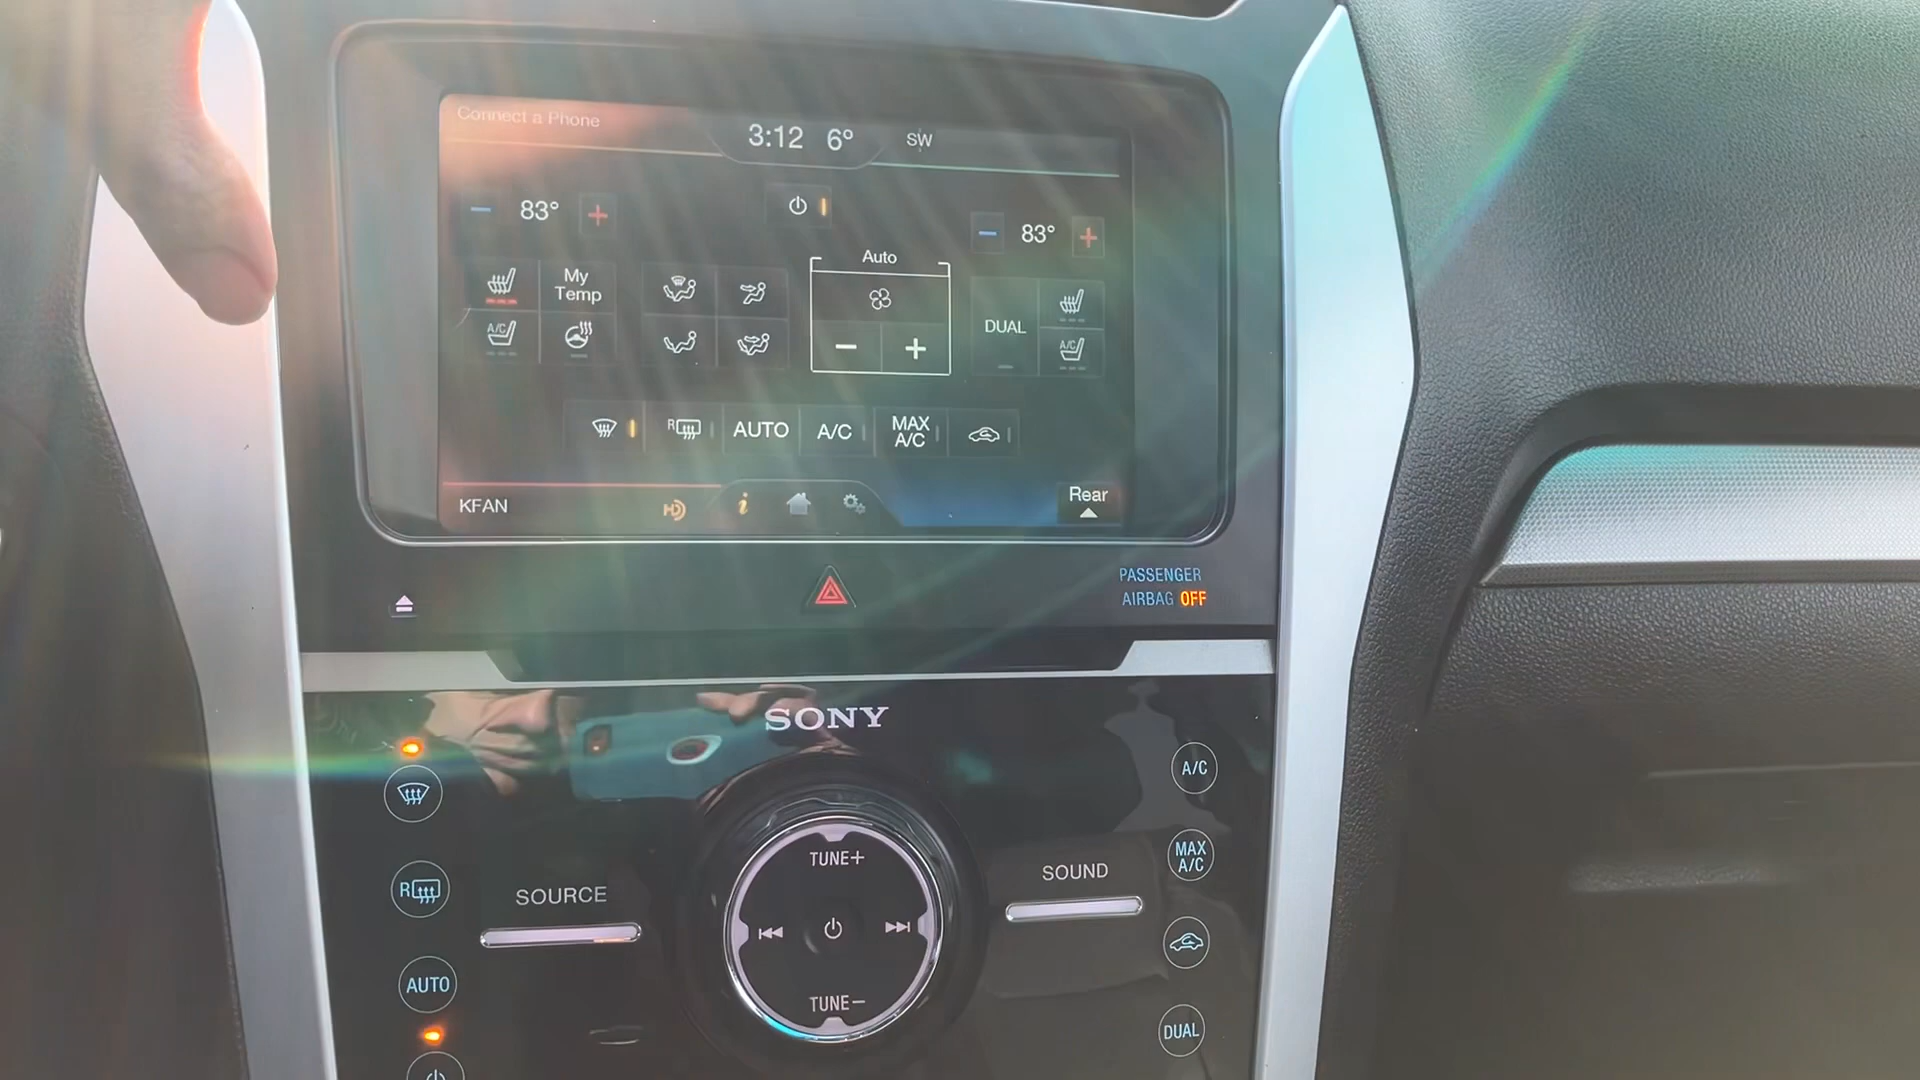 Connect a Phone
3:12 6° SW
83°
83°
My
Temp
A/C
Auto
DUAL
A/C
R
AUTO
A/C
MAX
A/C
KFAN
HD
i
Rear
PASSENGER
AIRBAG OFF
SONY
A/C
TUNE+
MAX
A/C
SOUND
R
SOURCE
AUTO
TUNE−
DUAL